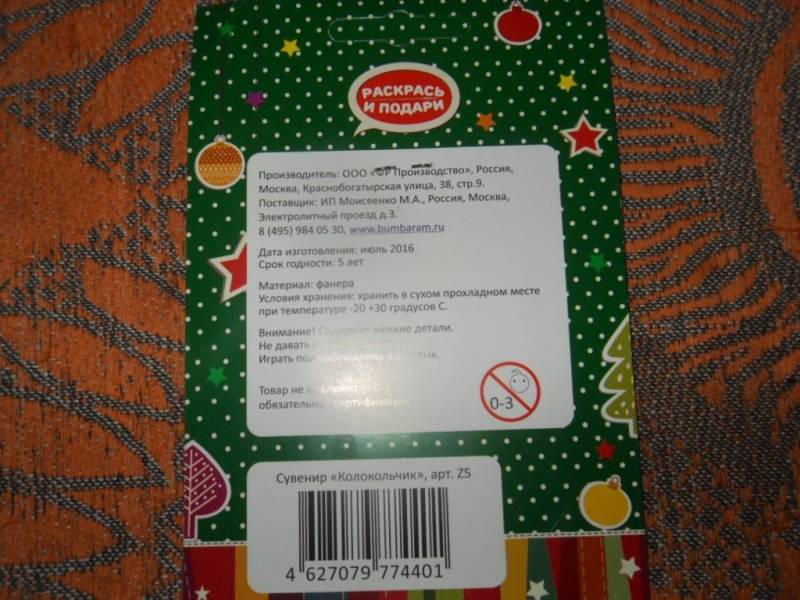 РАСКРАСЬ
И ПОДАРИ
Производитель: ООО «ФР Производство», Россия,
Москва, Краснобогатырская улица, 38, стр.9.
Поставщик: ИП Моисеенко М.А., Россия, Москва,
Электролитный проезд д.3.
8 (495) 984 05 30, www.bumbaram.ru
Дата изготовления: июль 2016
Срок годности: 5 лет
Материал: фанера
Условия хранения: хранить в сухом прохладном месте
при температуре -20 +30 градусов С.
Внимание! Содержит мелкие детали.
Не давать
Играть под наблюдение взрослых.
Товар не подлежит
обязательной сертификации
0-3
Сувенир «Колокольчик», арт. Z5
4 627079 774401